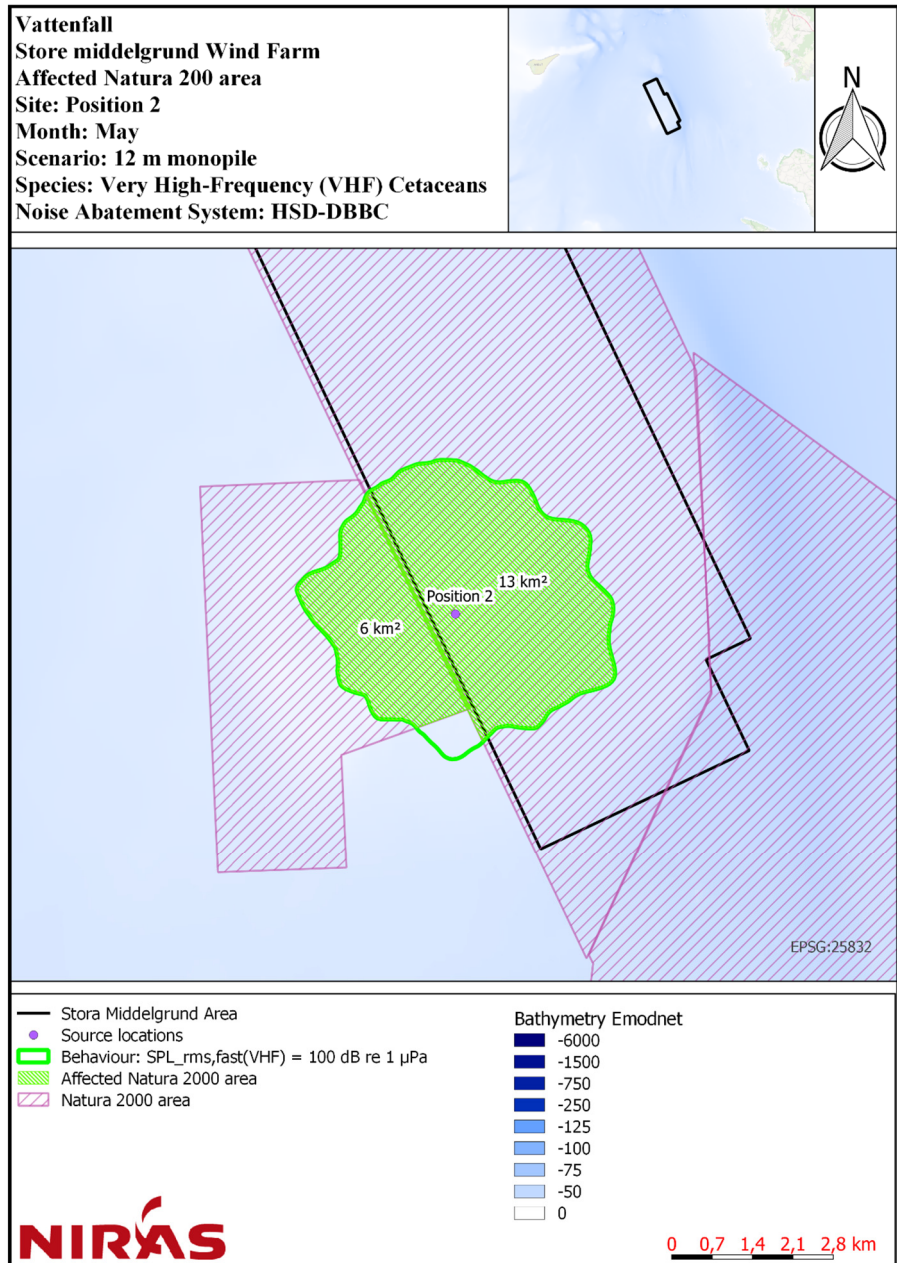 Vattenfall
Store middelgrund Wind Farm
Affected Natura 200 area
Site: Position 2
Month: May
Scenario: 12 m monopile
Species: Very High-Frequency (VHF) Cetaceans
Noise Abatement System: HSD-DBBC
N
13 km²
Position 2
6 km²
EPSG:25832
Stora Middelgrund Area
Source locations
Behaviour: SPL_rms,fast(VHF) = 100 dB re 1 µPa
Affected Natura 2000 area
Natura 2000 area
Bathymetry Emodnet
-6000
-1500
-750
-250
-125
-100
-75
-50
0
NIRAS
0 0,7 1,4 2,1 2,8 km